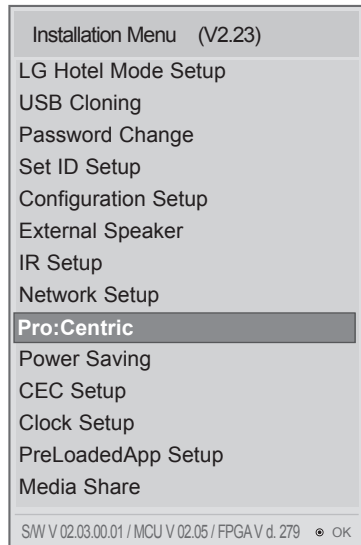 Installation Menu (V2.23)
LG Hotel Mode Setup
USB Cloning
Password Change
Set ID Setup
Configuration Setup
External Speaker
IR Setup
Network Setup
Pro:Centric
Power Saving
CEC Setup
Clock Setup
PreLoadedApp Setup
Media Share
S/W V 02.03.00.01 / MCU V 02.05 / FPGA V d. 279 ◉ OK